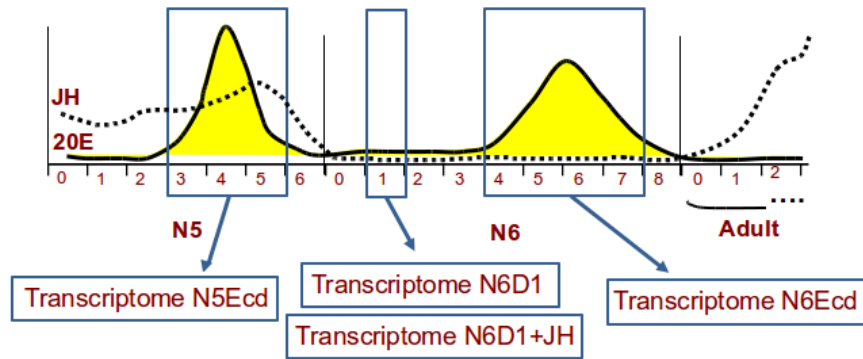 JH
20E
0 1 2 3 4 5 6 0 1 2 3 4 5 6 7 8 0 1 2
N5 N6 Adult
Transcriptome N5Ecd
Transcriptome N6D1
Transcriptome N6D1+JH
Transcriptome N6Ecd